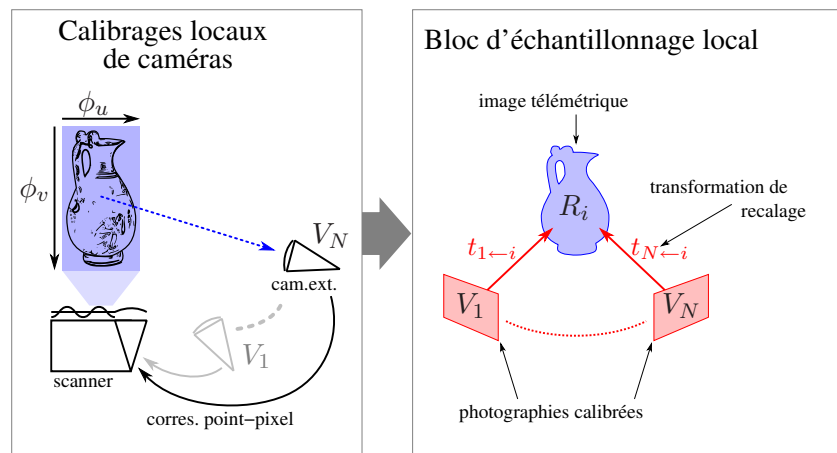 Calibrages locaux
de caméras
ϕu
ϕv
VN
cam.ext.
V1
scanner
corres. point−pixel
Bloc d'échantillonnage local
image télémétrique
transformation de
recalage
Ri
t1←i
tN←i
V1
VN
photographies calibrées